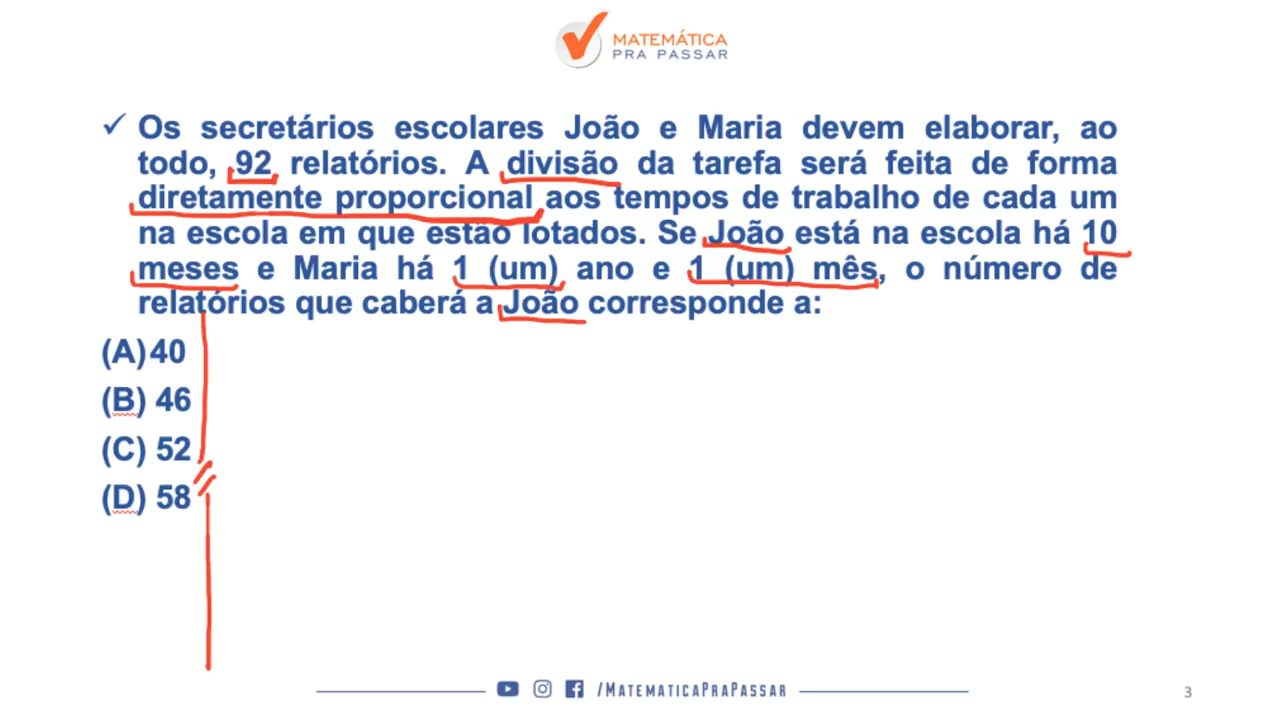 MATEMÁTICA
PRA PASSAR
✓ Os secretários escolares João e Maria devem elaborar, ao
todo, 92 relatórios. A divisão da tarefa será feita de forma
diretamente proporcional aos tempos de trabalho de cada um
na escola em que estão lotados. Se João está na escola há 10
meses e Maria há 1 (um) ano e 1 (um) mês, o número de
relatórios que caberá a João corresponde a:
(A) 40
(B) 46
(C) 52
(D) 58
/MATEMATICAPRAPASSAR
3